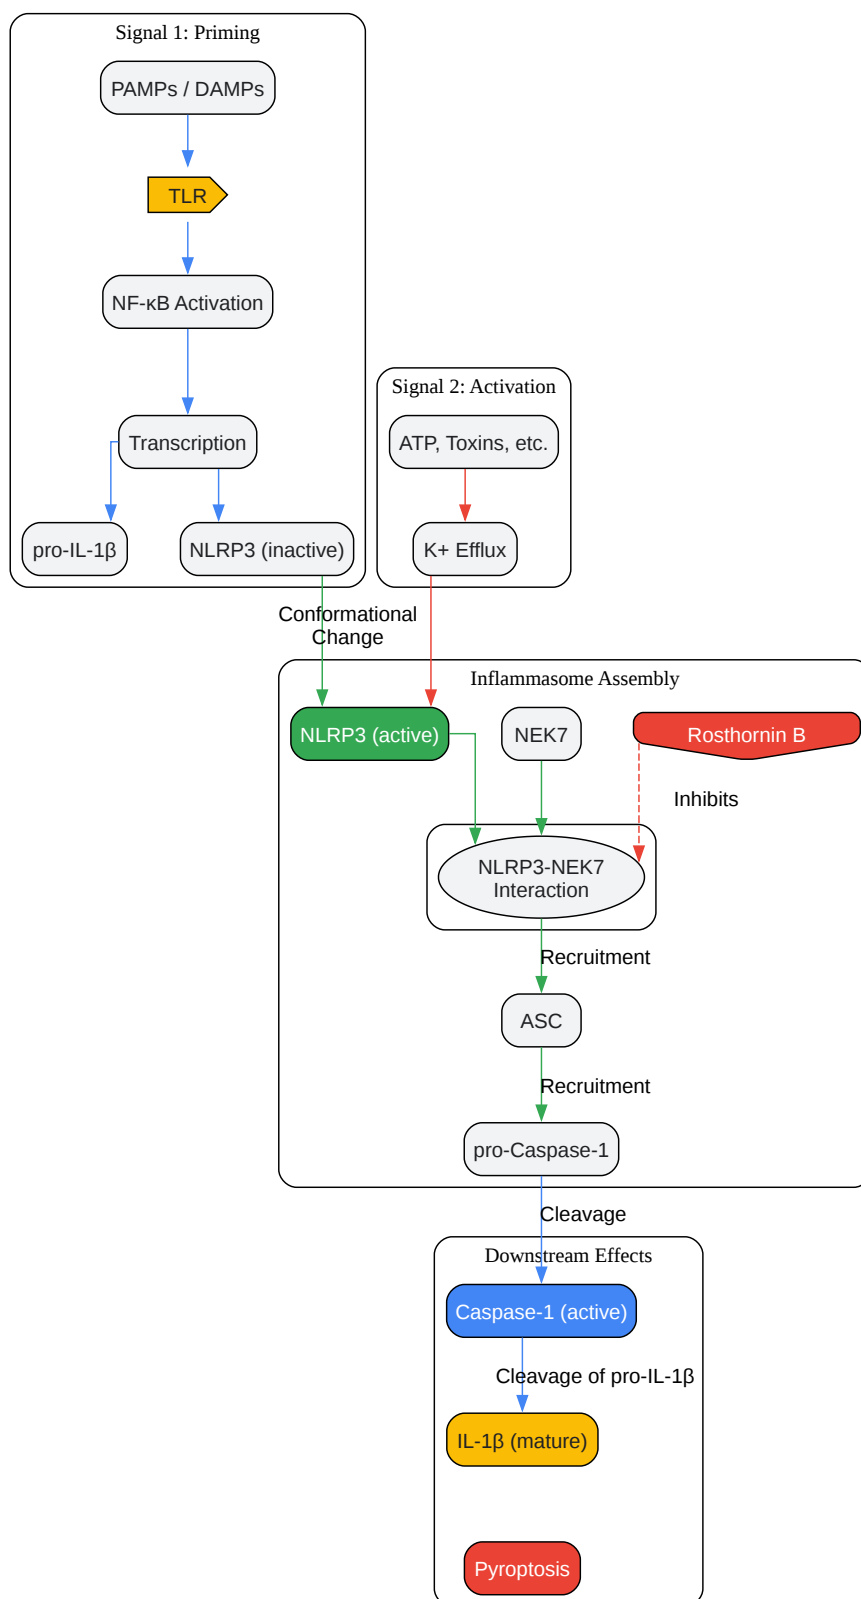 Signal 1: Priming
PAMPs / DAMPs
TLR
NF-κB Activation
Transcription
pro-IL-1β
NLRP3 (inactive)
Signal 2: Activation
ATP, Toxins, etc.
K+ Efflux
Conformational
Change
Inflammasome Assembly
NLRP3 (active)
NEK7
Rosthornin B
Inhibits
NLRP3-NEK7
Interaction
Recruitment
ASC
Recruitment
pro-Caspase-1
Cleavage
Downstream Effects
Caspase-1 (active)
Cleavage of pro-IL-1β
IL-1β (mature)
Pyroptosis